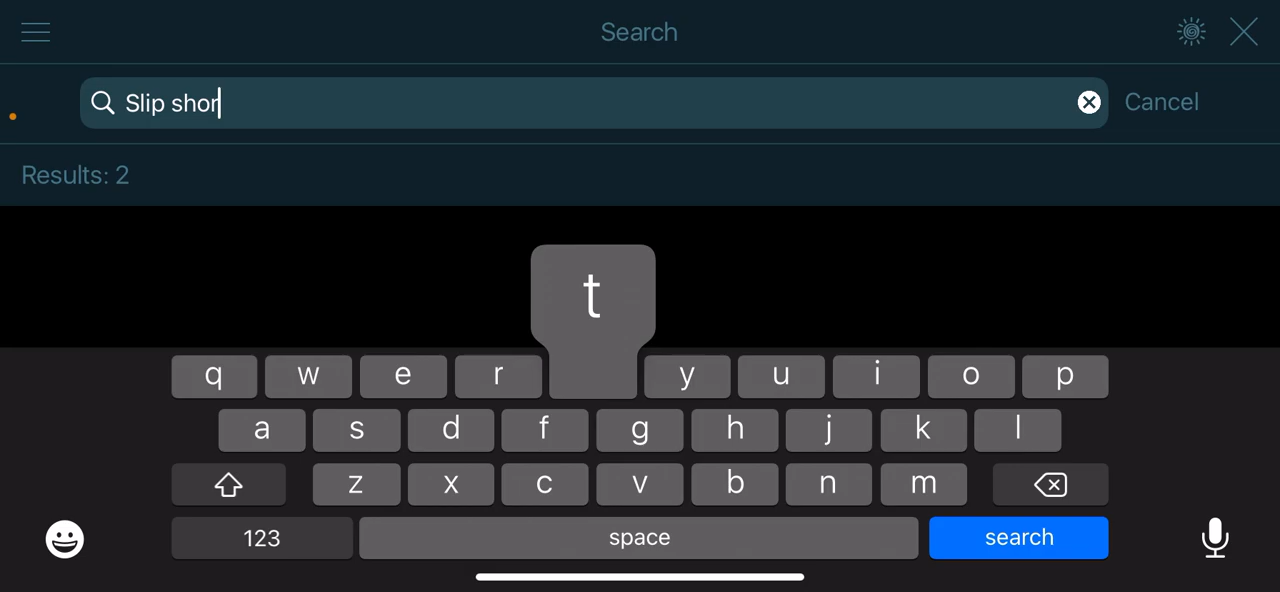 Search
Slip shor
Cancel
Results: 2
t
q w e r y u i o p
a s d f g h j k l
z x c v b n m
123 space search